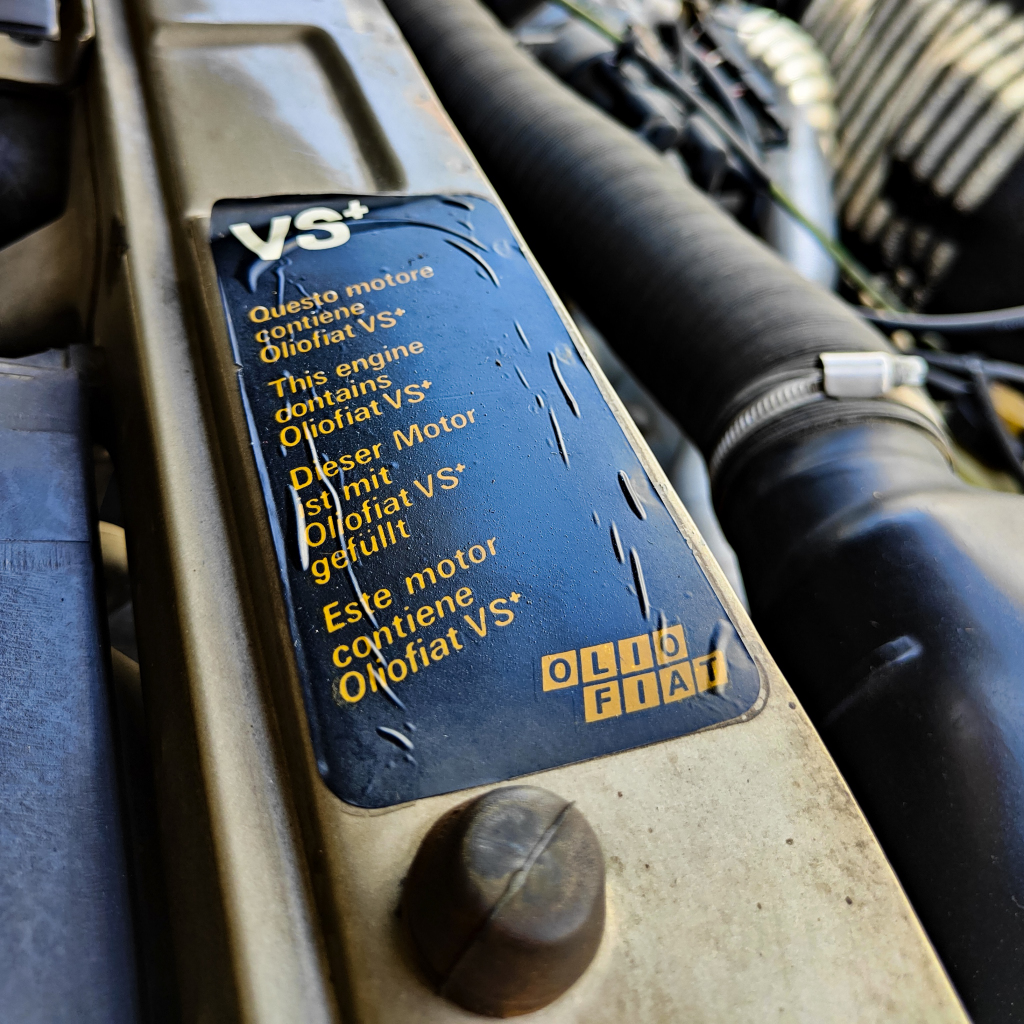 VS+
Questo motore
contiene
Oliofiat VS+
This engine
contains
Oliofiat VS+
Dieser Motor
ist mit
Oliofiat VS+
gefüllt
Este motor
contiene
Oliofiat VS+
OLIO
FIAT